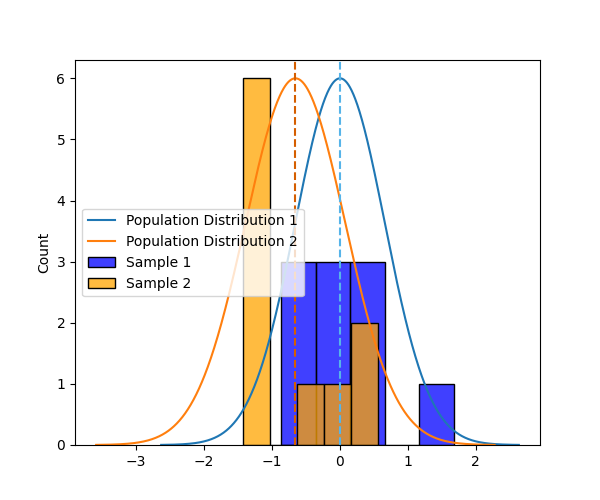 6
5
4
3
2
1
0
Count
Population Distribution 1
Population Distribution 2
Sample 1
Sample 2
−3 −2 −1 0 1 2